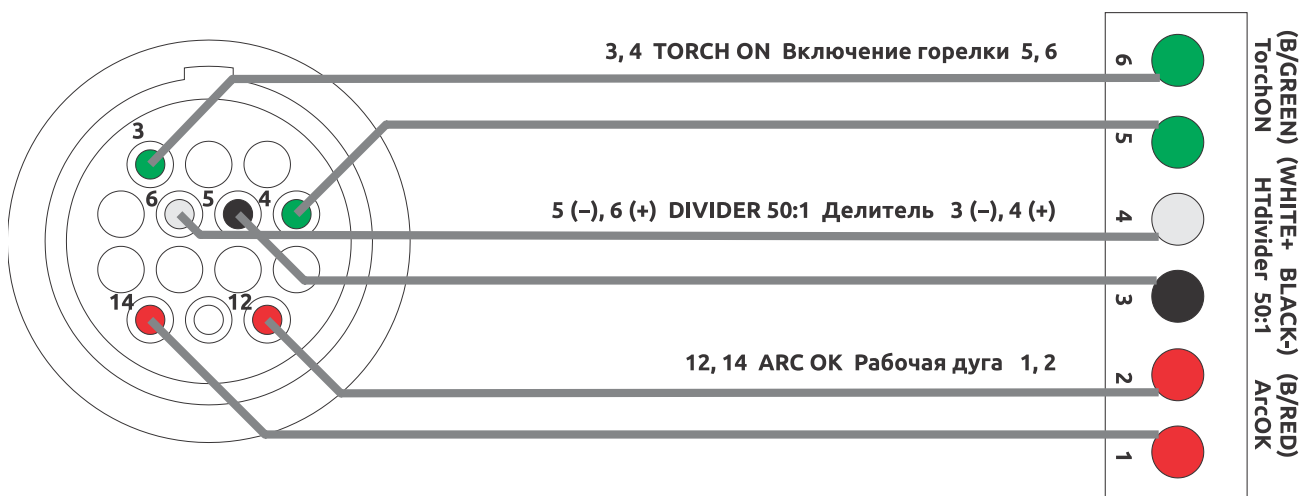 3, 4 TORCH ON Включение горелки 5, 6
3
6
5
4
5 (–), 6 (+) DIVIDER 50:1 Делитель 3 (–), 4 (+)
14
12
12, 14 ARC OK Рабочая дуга 1, 2
6
5
4
3
2
1
(B/GREEN)
TorchON
(WHITE+ BLACK-)
HTdivider 50:1
(B/RED)
ArcOK